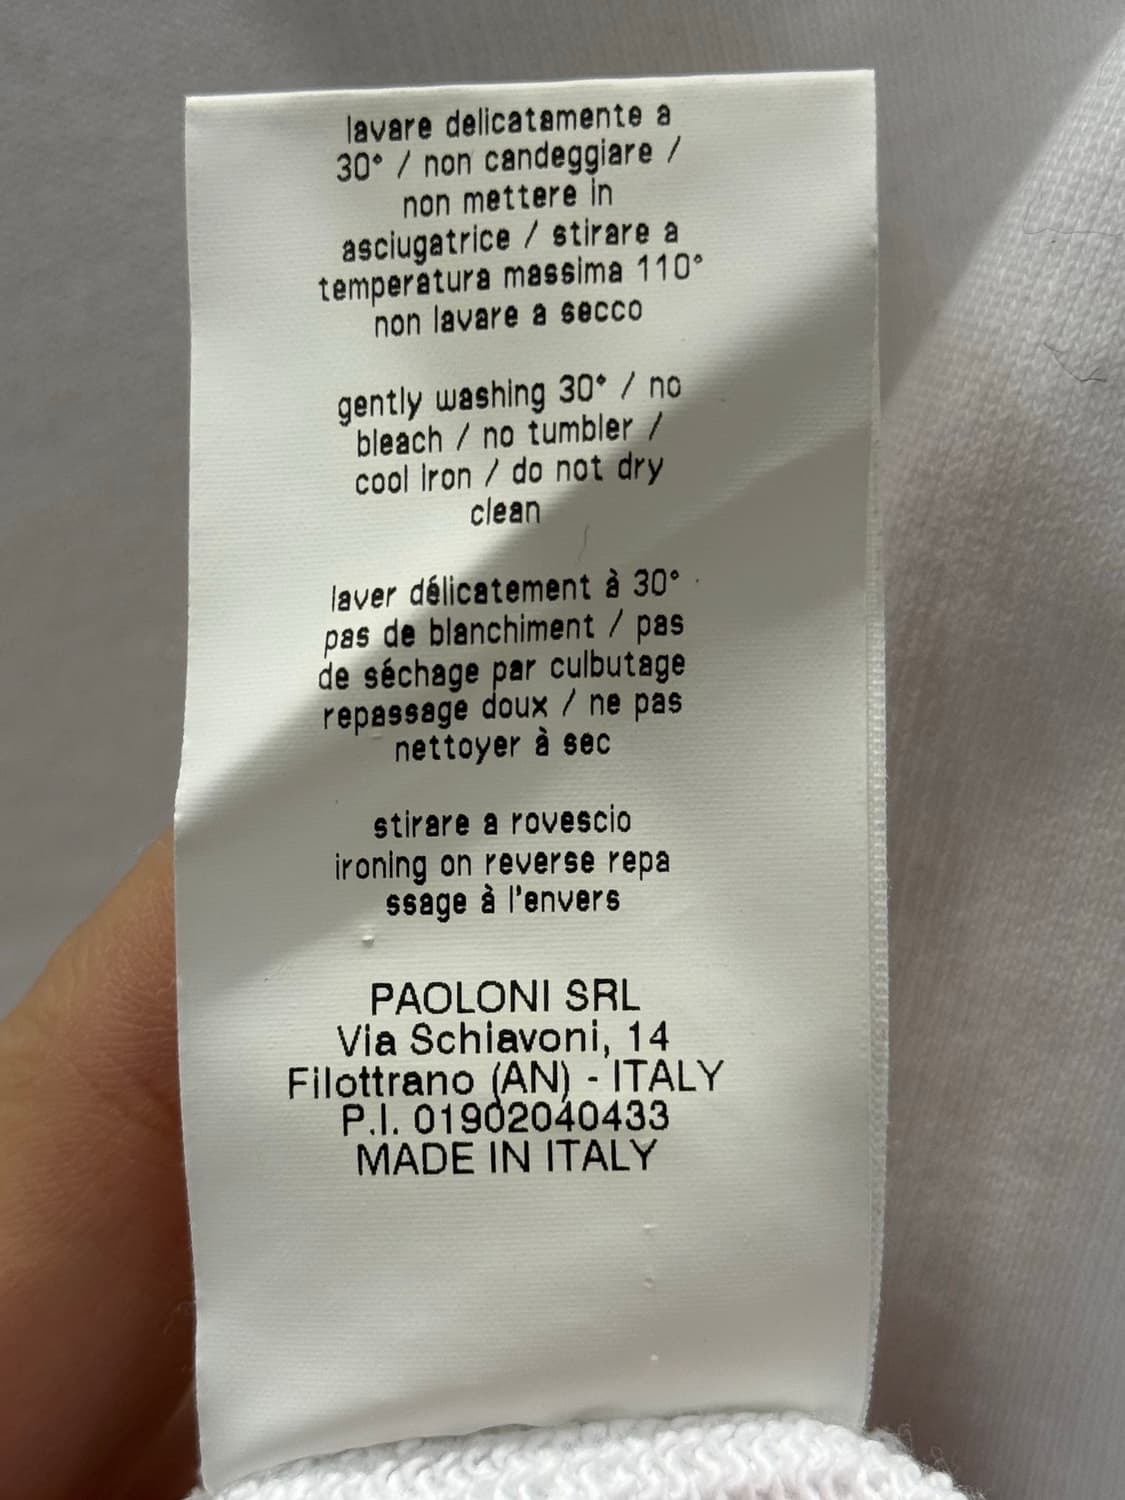 lavare delicatamente a
30° / non candeggiare /
non mettere in
asciugatrice / stirare a
temperatura massima 110°
non lavare a secco
gently washing 30° / no
bleach / no tumbler /
cool iron / do not dry
clean
laver délicatement à 30°
pas de blanchiment / pas
de séchage par culbutage
repassage doux / ne pas
nettoyer à sec
stirare a rovescio
ironing on reverse repa
ssage à l'envers
PAOLONI SRL
Via Schiavoni, 14
Filottrano (AN) - ITALY
P.I. 01902040433
MADE IN ITALY